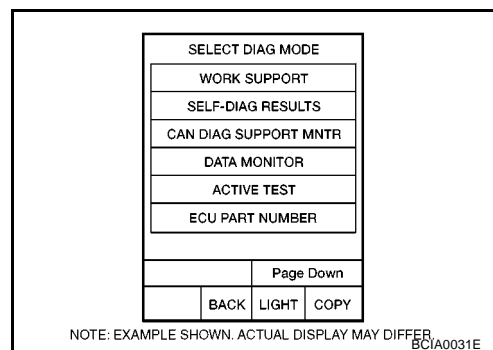 SELECT DIAG MODE
WORK SUPPORT
SELF-DIAG RESULTS
CAN DIAG SUPPORT MNTR
DATA MONITOR
ACTIVE TEST
ECU PART NUMBER
Page Down
BACK LIGHT COPY
NOTE: EXAMPLE SHOWN. ACTUAL DISPLAY MAY DIFFER.
BCIA0031E